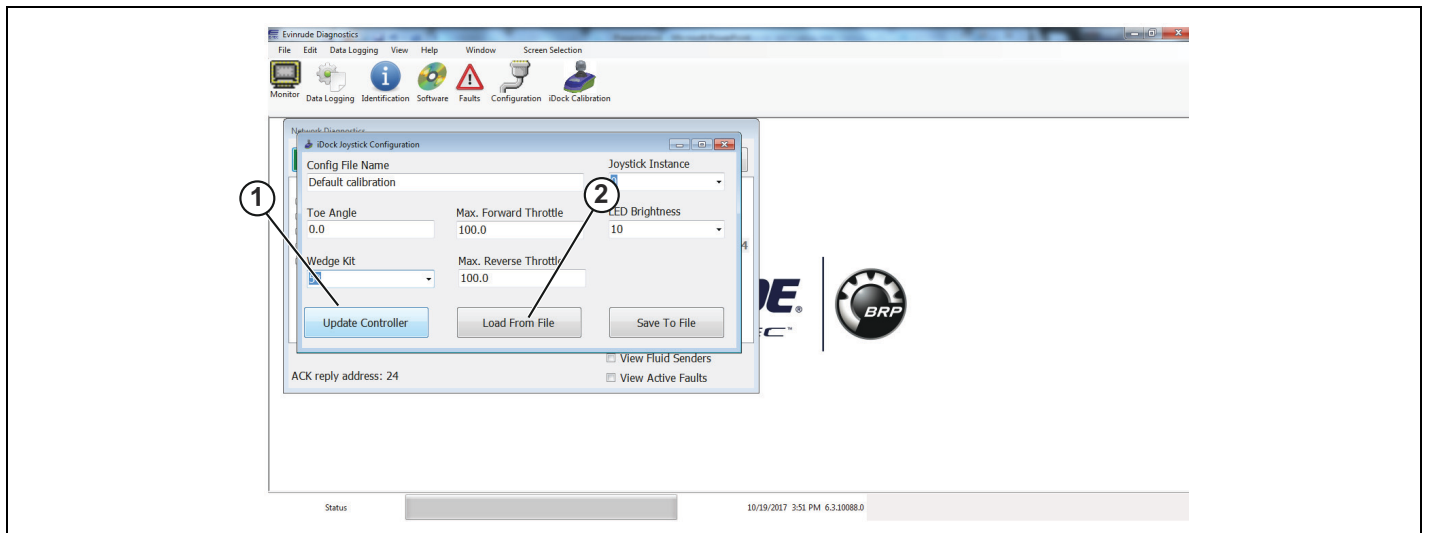 Evinrude Diagnostics
File Edit Data Logging View Help Window Screen Selection
Monitor Data Logging Identification Software Faults Configuration iDock Calibration
Network Diagnostics
iDock Joystick Configuration
Config File Name Joystick Instance
Default calibration
1 2
Toe Angle Max. Forward Throttle LED Brightness
0.0 100.0 10
4
Wedge Kit Max. Reverse Throttle
100.0
E.
BRP
Update Controller Load From File Save To File
View Fluid Senders
ACK reply address: 24 View Active Faults
Status 10/19/2017 3:51 PM 6.3.10088.0